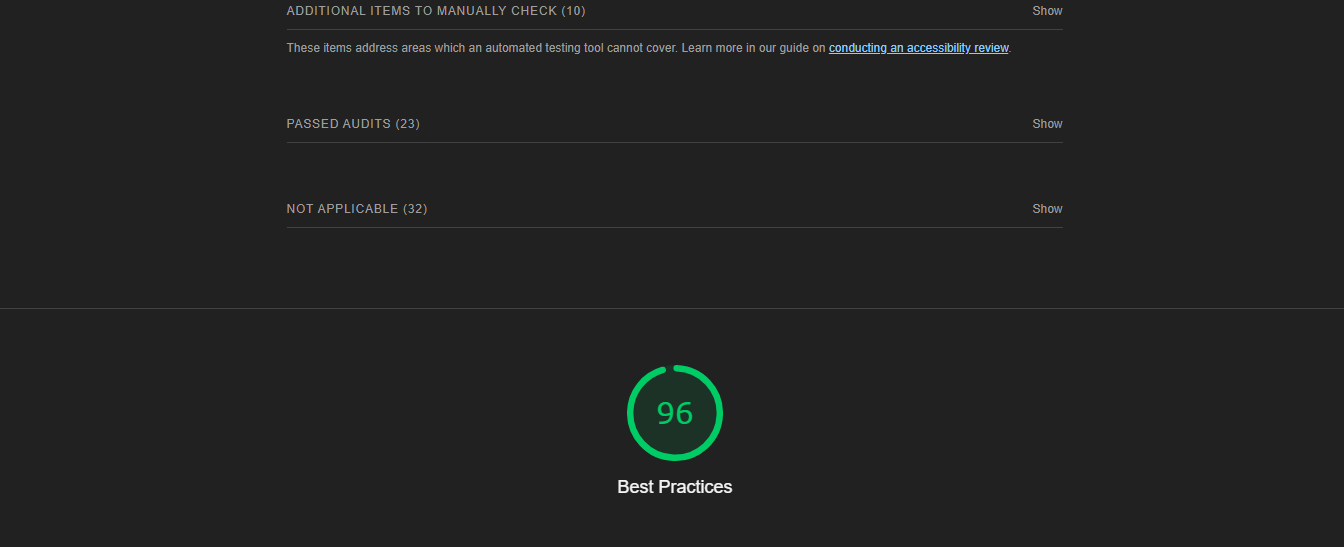 ADDITIONAL ITEMS TO MANUALLY CHECK (10) Show
These items address areas which an automated testing tool cannot cover. Learn more in our guide on conducting an accessibility review.
PASSED AUDITS (23) Show
NOT APPLICABLE (32) Show
96
Best Practices